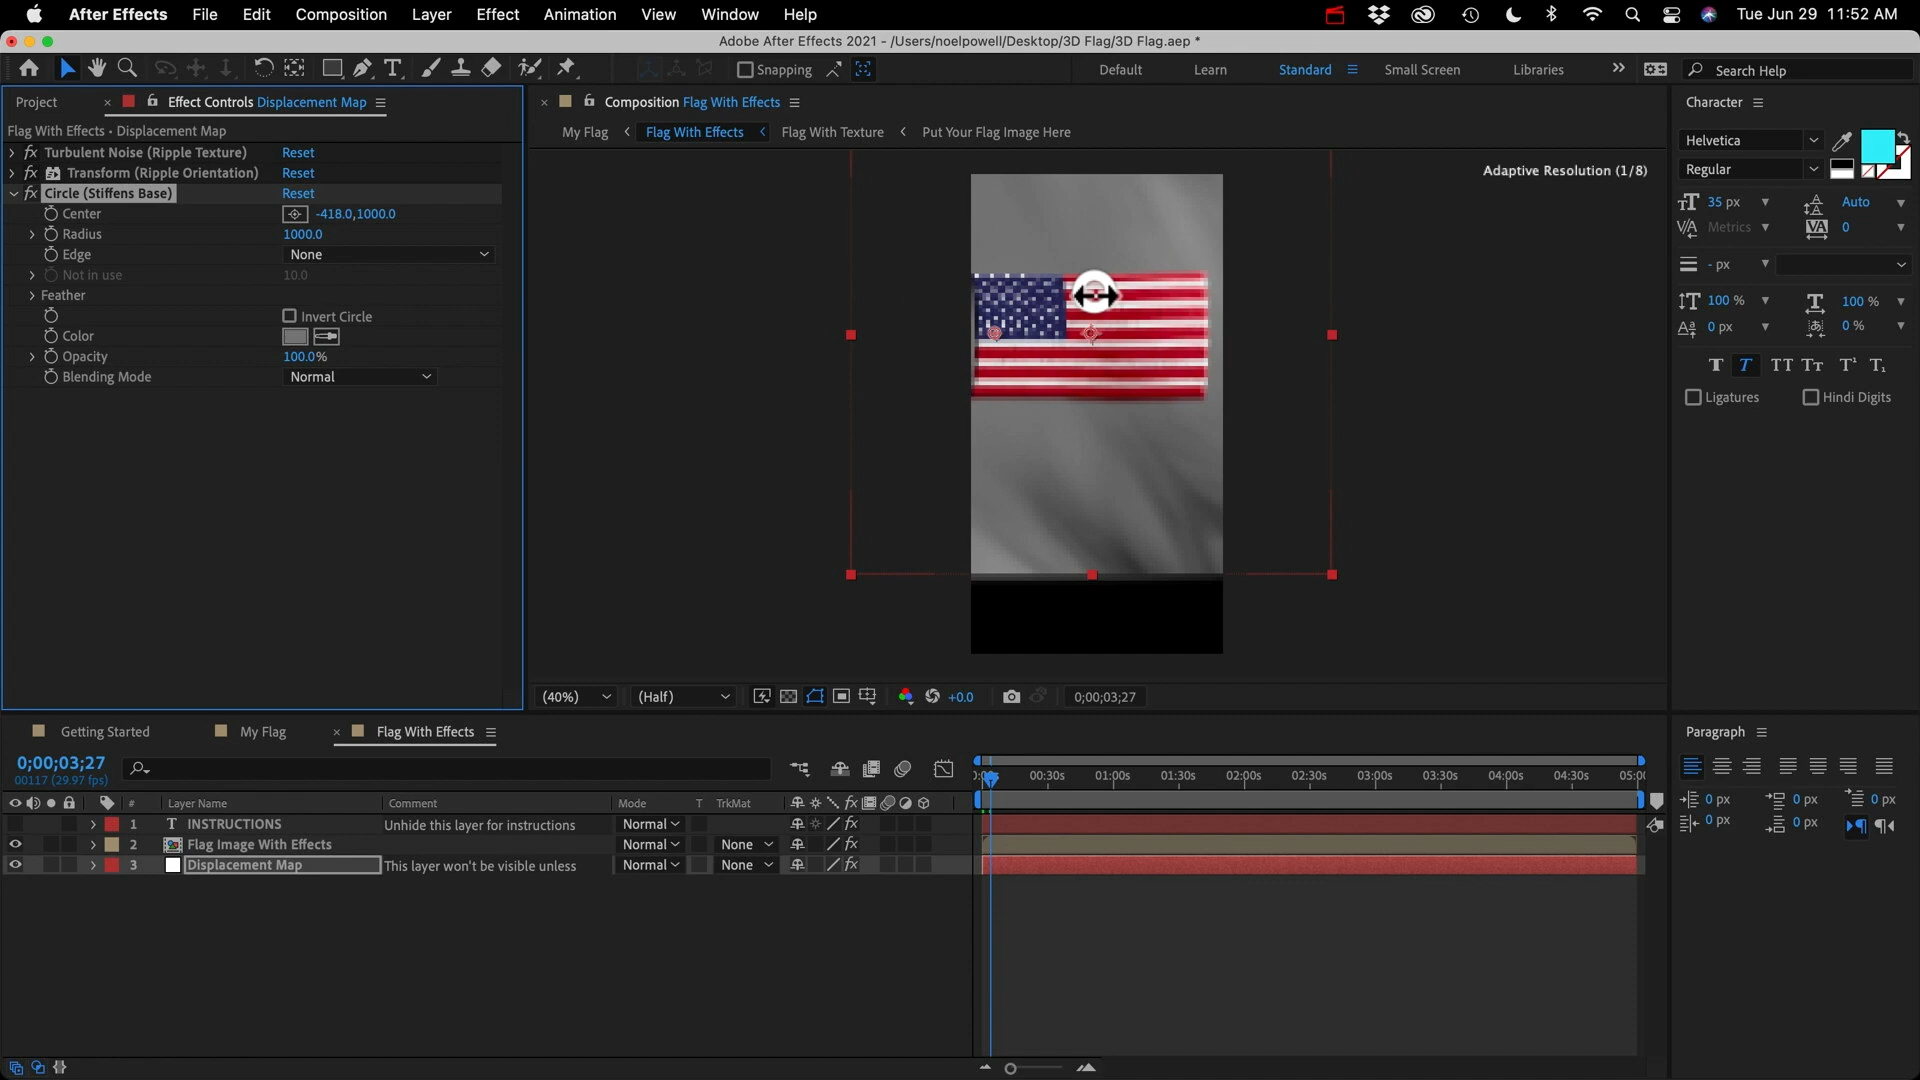 After Effects File Edit Composition Layer Effect Animation View Window Help Tue Jun 29 11:52 AM
Adobe After Effects 2021 - /Users/noelpowell/Desktop/3D Flag/3D Flag.aep *
Snapping Default Learn Standard Small Screen Libraries Search Help
Project Effect Controls Displacement Map
Flag With Effects • Displacement Map
Turbulent Noise (Ripple Texture) Reset
Transform (Ripple Orientation) Reset
Circle (Stiffens Base) Reset
Center -418.0,1000.0
Radius 1000.0
Edge None
Not in use 10.0
Feather
Invert Circle
Color
Opacity 100.0%
Blending Mode Normal
Composition Flag With Effects
My Flag Flag With Effects Flag With Texture Put Your Flag Image Here
Adaptive Resolution (1/8)
(40%) (Half) +0.0 0;00;03;27
Character
Helvetica
Regular
35 px Auto
Metrics 0
- px
100 % 100 %
0 px 0 %
T T TT Tt T¹ T₁
Ligatures Hindi Digits
Getting Started My Flag Flag With Effects
0;00;03;27
00117 (29.97 fps)
00:30s 01:00s 01:30s 02:00s 02:30s 03:00s 03:30s 04:00s 04:30s 05:00
# Layer Name Comment Mode T TrkMat
1 T INSTRUCTIONS Unhide this layer for instructions Normal
2 Flag Image With Effects Normal None
3 Displacement Map This layer won't be visible unless Normal None
Paragraph
0 px 0 px 0 px
0 px 0 px